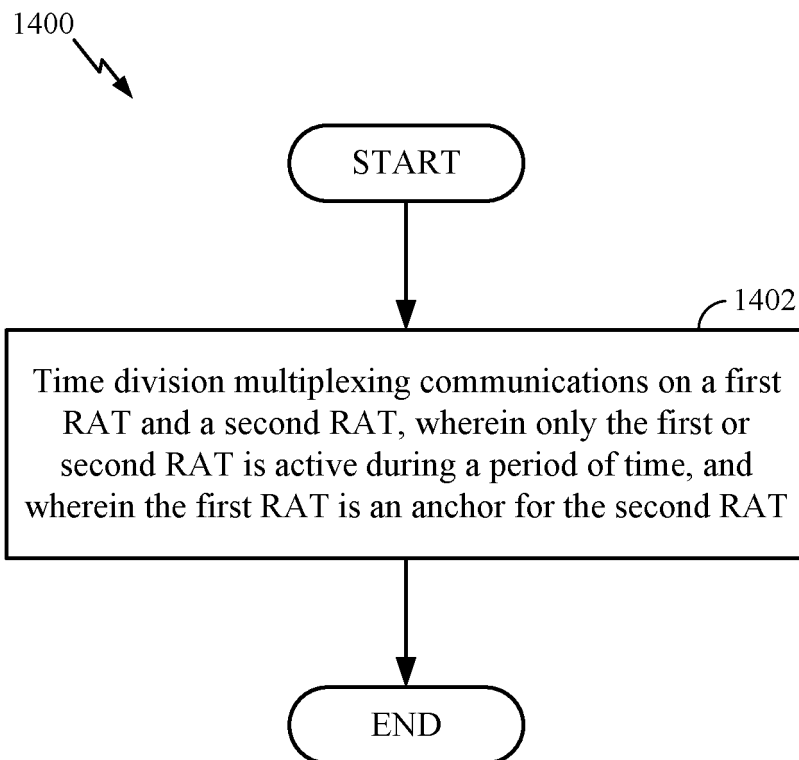 1400
START
1402
Time division multiplexing communications on a first
RAT and a second RAT, wherein only the first or
second RAT is active during a period of time, and
wherein the first RAT is an anchor for the second RAT
END